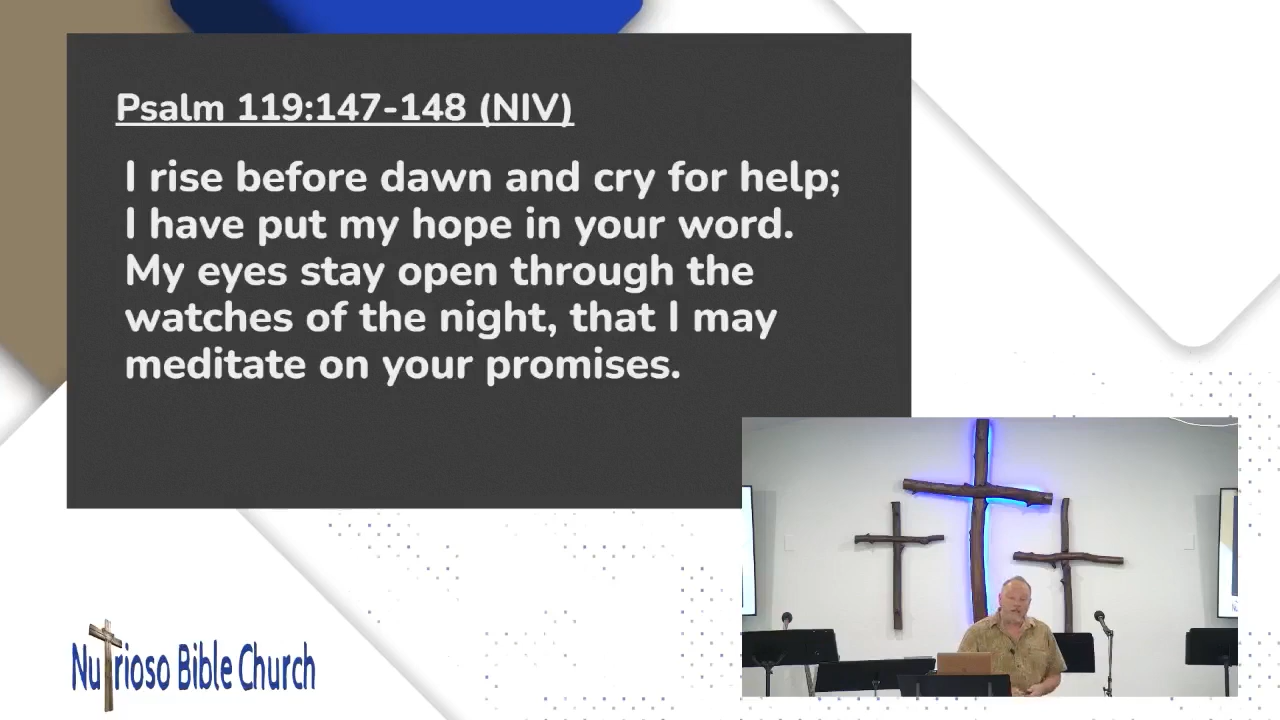 Psalm 119:147-148 (NIV)
I rise before dawn and cry for help;
I have put my hope in your word.
My eyes stay open through the
watches of the night, that I may
meditate on your promises.
Nutrioso Bible Church